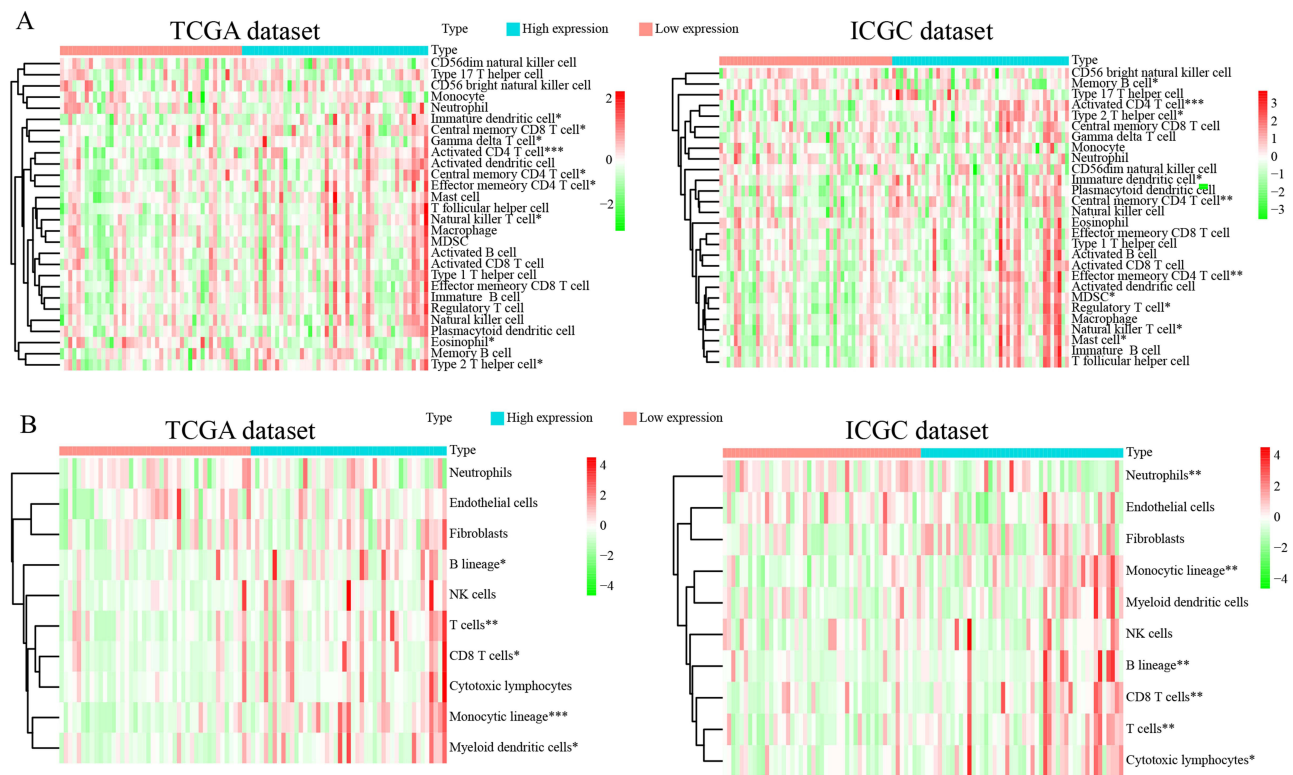 A
TCGA dataset
Type
High expression
Low expression
ICGC dataset
Type
CD56dim natural killer cell
Type 17 T helper cell
CD56 bright natural killer cell
Monocyte
Neutrophil
Immature dendritic cell*
Central memory CD8 T cell*
Gamma delta T cell*
Activated CD4 T cell***
Activated dendritic cell
Central memory CD4 T cell*
Effector memeory CD4 T cell*
Mast cell
T follicular helper cell
Natural killer T cell*
Macrophage
MDSC
Activated B cell
Activated CD8 T cell
Type 1 T helper cell
Effector memeory CD8 T cell
Immature B cell
Regulatory T cell
Natural killer cell
Plasmacytoid dendritic cell
Eosinophil*
Memory B cell
Type 2 T helper cell*
2
0
−2
Type
CD56 bright natural killer cell
Memory B cell*
Type 17 T helper cell
Activated CD4 T cell***
Type 2 T helper cell*
Central memory CD8 T cell
Gamma delta T cell
Monocyte
Neutrophil
CD56dim natural killer cell
Immature dendritic cell*
Plasmacytoid dendritic cell
Central memory CD4 T cell**
Natural killer cell
Eosinophil
Effector memeory CD8 T cell
Type 1 T helper cell
Activated B cell
Activated CD8 T cell
Effector memeory CD4 T cell**
Activated dendritic cell
MDSC*
Regulatory T cell*
Macrophage
Natural killer T cell*
Mast cell*
Immature B cell
T follicular helper cell
3
2
1
0
−1
−2
−3
B
TCGA dataset
Type
High expression
Low expression
ICGC dataset
Type
Neutrophils
Endothelial cells
Fibroblasts
B lineage*
NK cells
T cells**
CD8 T cells*
Cytotoxic lymphocytes
Monocytic lineage***
Myeloid dendritic cells*
4
2
0
−2
−4
Type
Neutrophils**
Endothelial cells
Fibroblasts
Monocytic lineage**
Myeloid dendritic cells
NK cells
B lineage**
CD8 T cells**
T cells**
Cytotoxic lymphocytes*
4
2
0
−2
−4